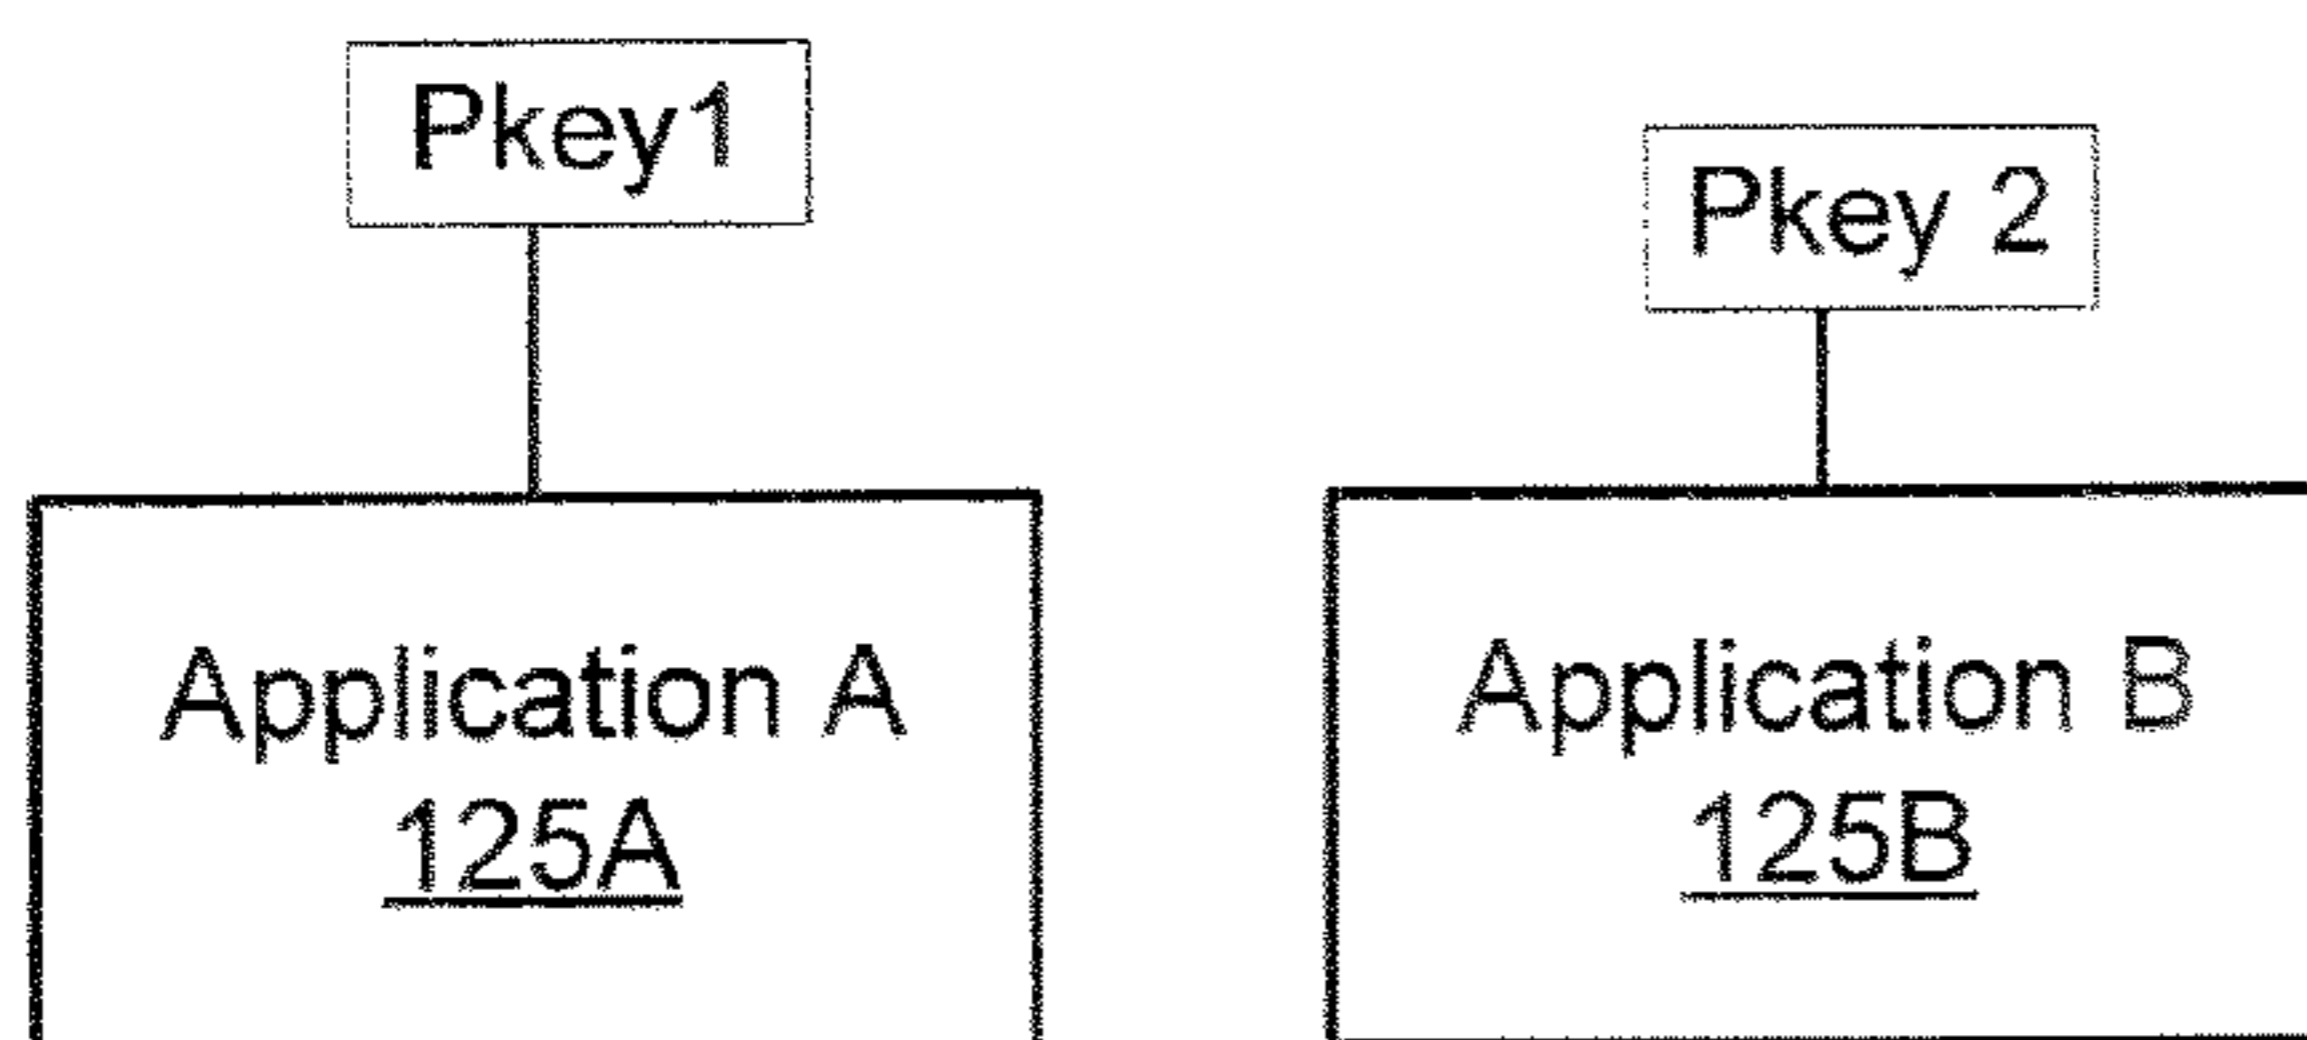 Pkey1
Pkey 2
Application A
125A
Application B
125B